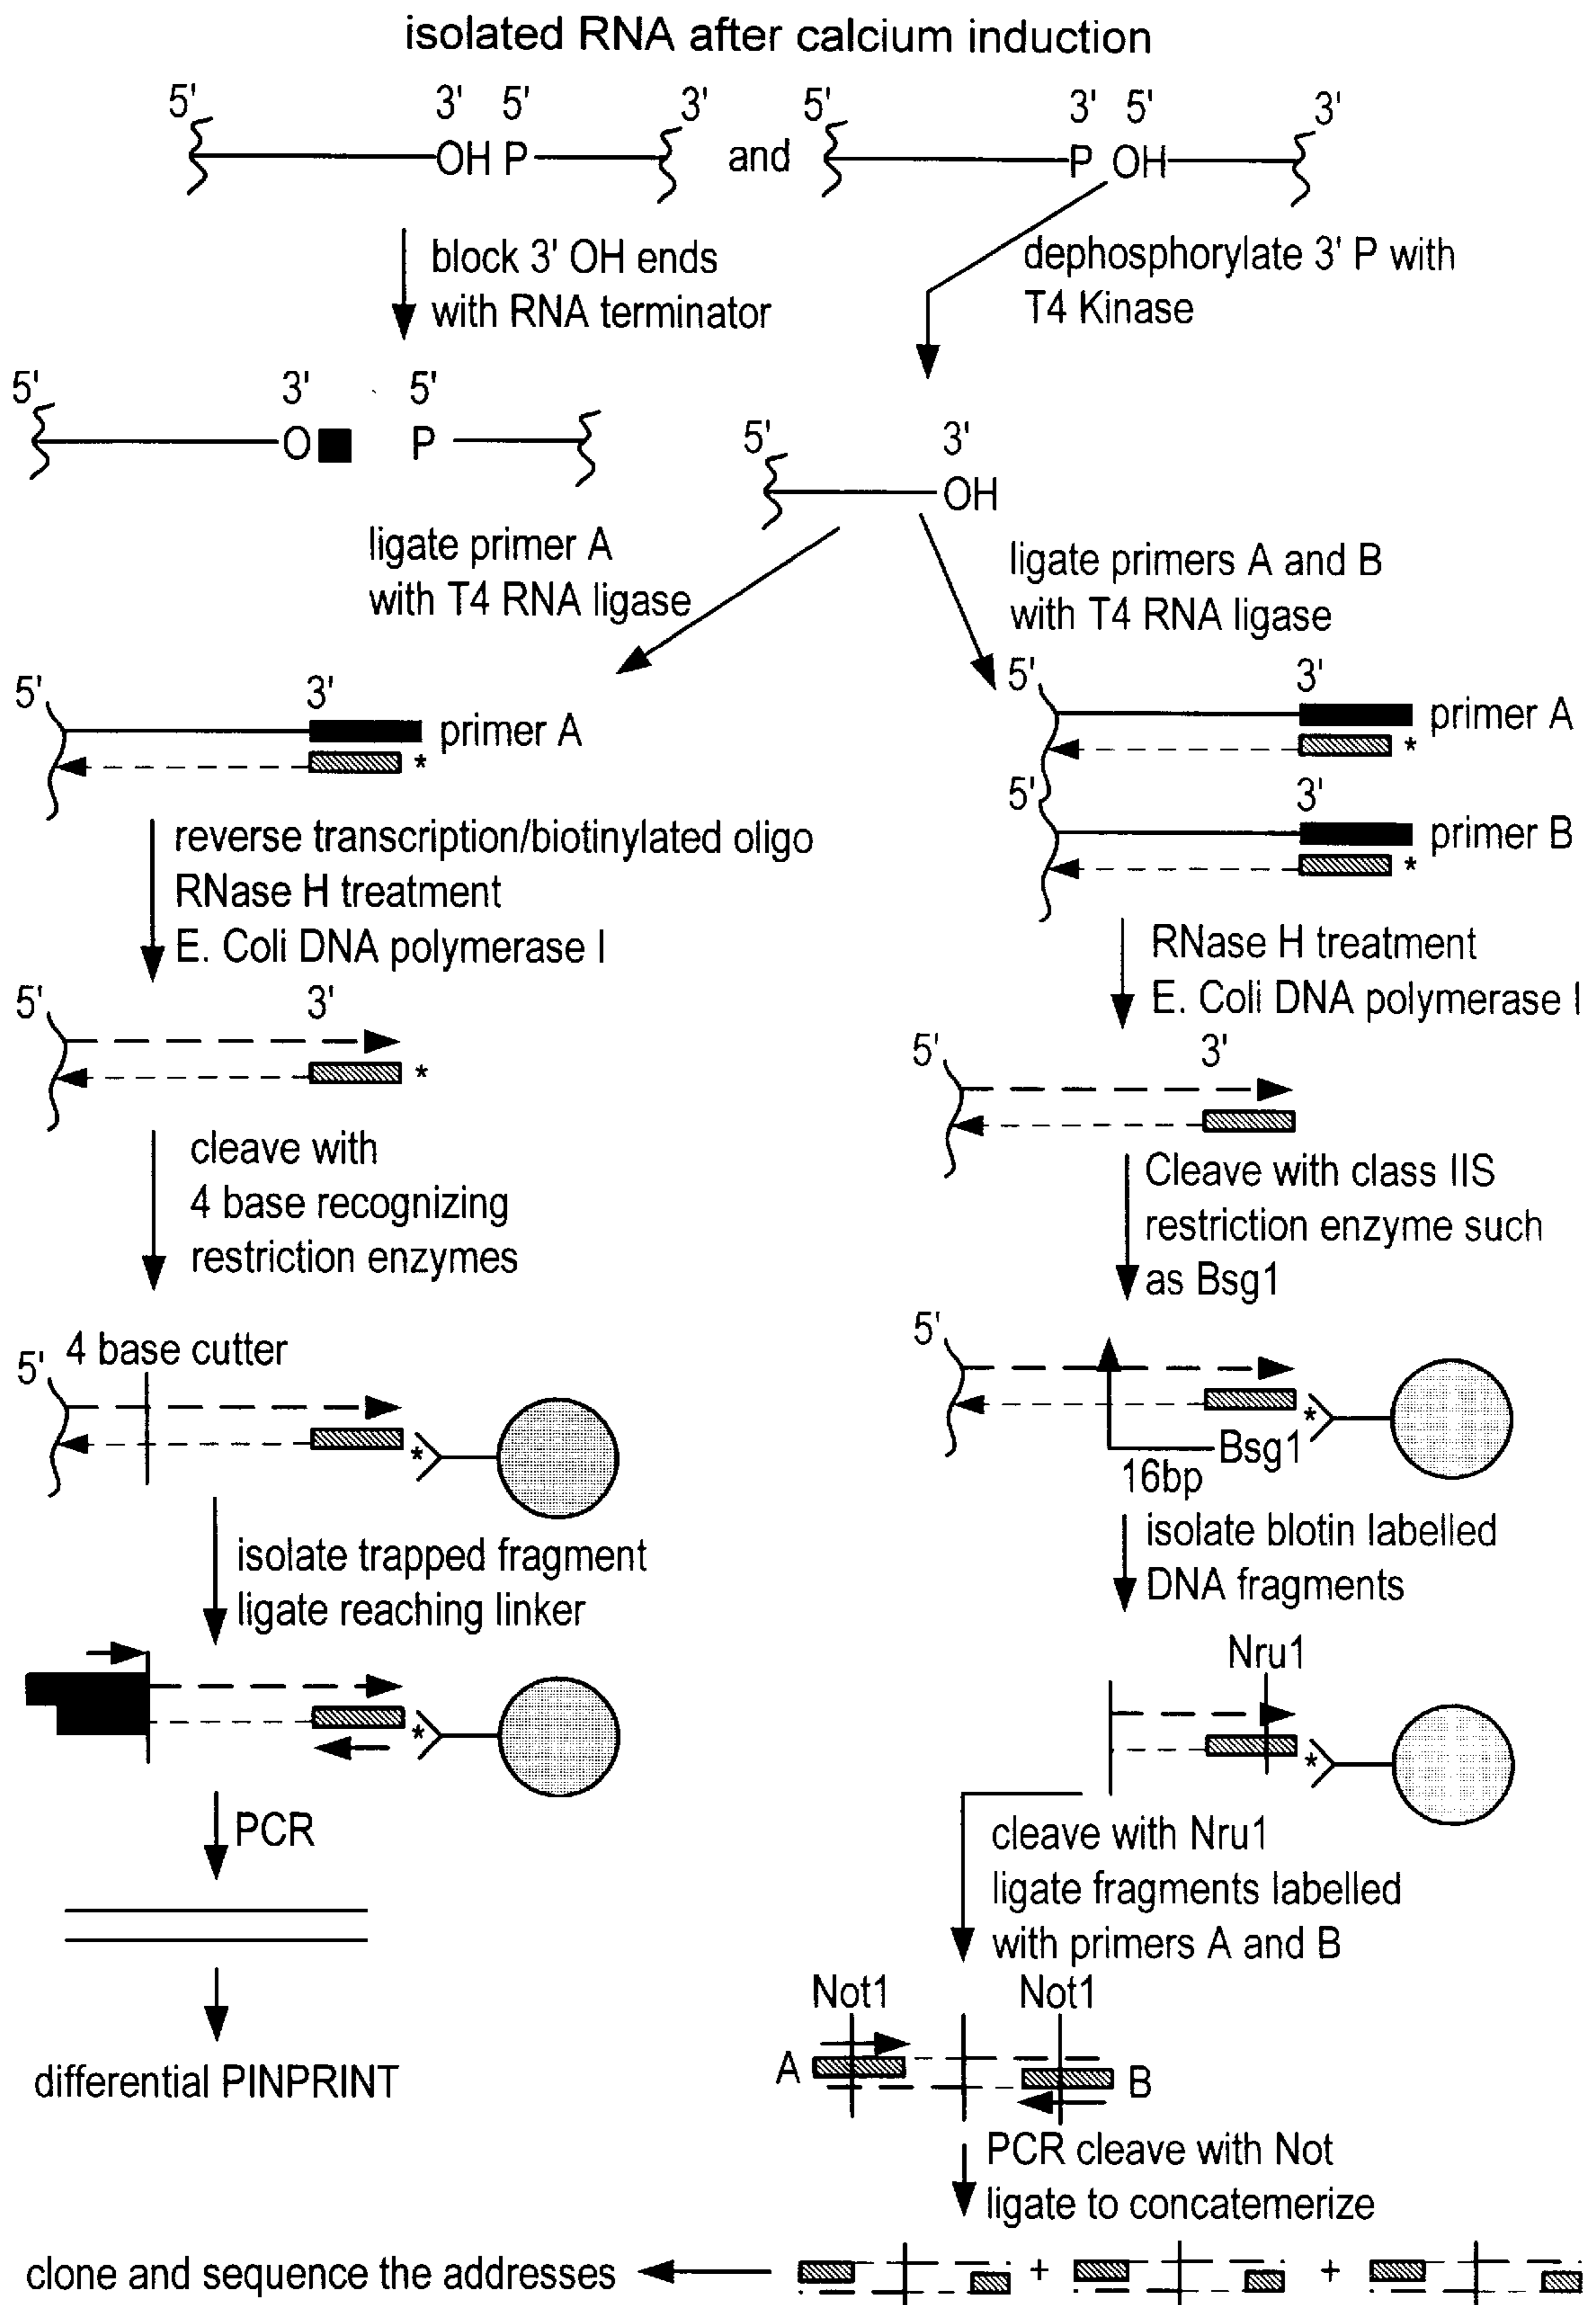 isolated RNA after calcium induction
5' 3' 5' 3' 5' 3' 5' 3'
OH P and P OH
block 3' OH ends
with RNA terminator
dephosphorylate 3' P with
T4 Kinase
5' 3' 5'
O P
5' 3'
OH
ligate primer A
with T4 RNA ligase
ligate primers A and B
with T4 RNA ligase
5' 3'
primer A
*
5' 3'
primer A
*
5' 3'
primer B
*
reverse transcription/biotinylated oligo
RNase H treatment
E. Coli DNA polymerase I
RNase H treatment
E. Coli DNA polymerase I
5' 3'
*
5' 3'
cleave with
4 base recognizing
restriction enzymes
Cleave with class IIS
restriction enzyme such
as Bsg1
5' 4 base cutter
*
5'
*
Bsg1
16bp
isolate trapped fragment
ligate reaching linker
isolate blotin labelled
DNA fragments
*
Nru1
*
PCR
cleave with Nru1
ligate fragments labelled
with primers A and B
differential PINPRINT
Not1 Not1
A B
PCR cleave with Not
ligate to concatemerize
clone and sequence the addresses + +